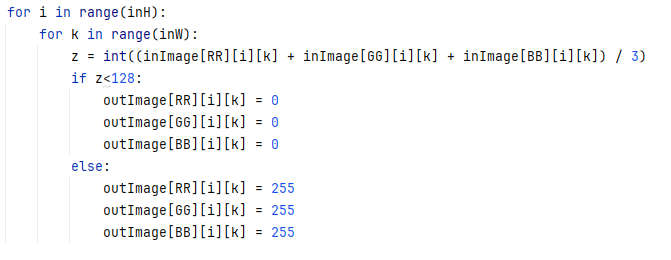 for i in range(inH):
    for k in range(inW):
        z = int((inImage[RR][i][k] + inImage[GG][i][k] + inImage[BB][i][k]) / 3)
        if z<128:
            outImage[RR][i][k] = 0
            outImage[GG][i][k] = 0
            outImage[BB][i][k] = 0
        else:
            outImage[RR][i][k] = 255
            outImage[GG][i][k] = 255
            outImage[BB][i][k] = 255